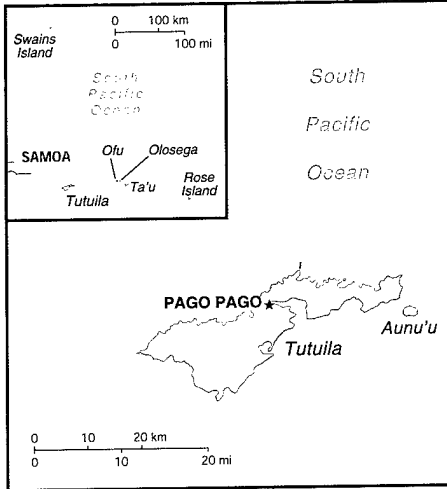 0 100 km
0 100 mi
Swains
Island
South
Pacific
Ocean
Ofu Olosega
SAMOA
Ta'u
Rose
Island
Tutuila
South
Pacific
Ocean
PAGO PAGO
Aunu'u
Tutuila
0 10 20 km
0 10 20 mi